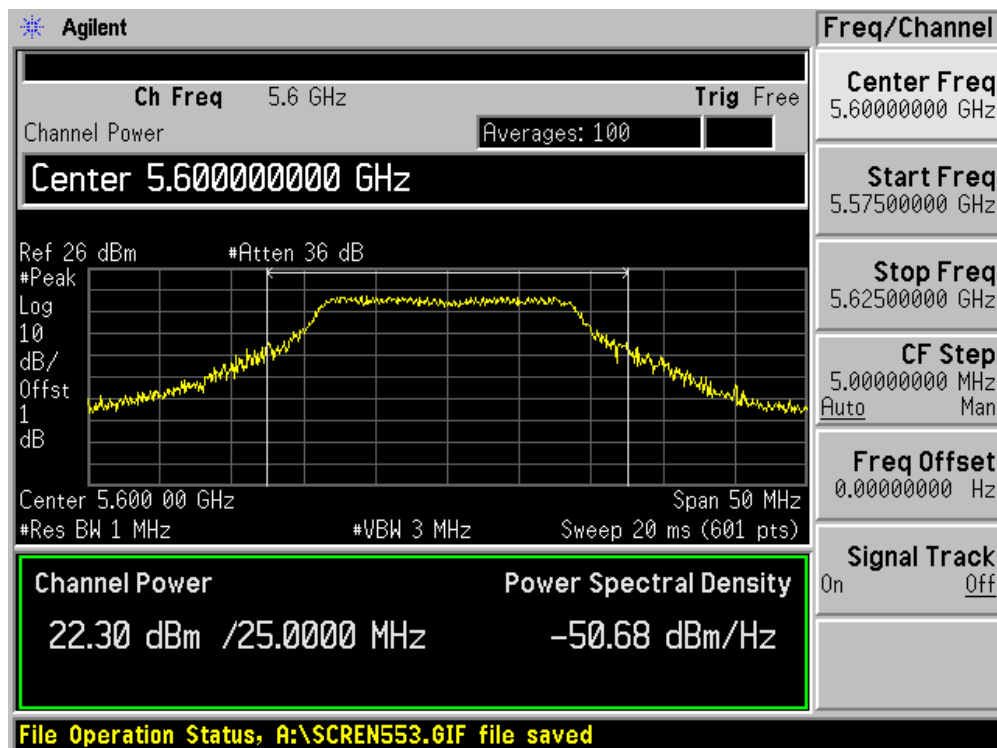 Agilent
Freq/Channel
Ch Freq 5.6 GHz Trig Free
Channel Power Averages: 100
Center 5.600000000 GHz
Ref 26 dBm #Atten 36 dB
#Peak
Log
10
dB/
Offst
1
dB
Center 5.600 00 GHz Span 50 MHz
#Res BW 1 MHz #VBW 3 MHz Sweep 20 ms (601 pts)
Channel Power Power Spectral Density
22.30 dBm /25.0000 MHz -50.68 dBm/Hz
File Operation Status, A:\SCREN553.GIF file saved
Center Freq
5.60000000 GHz
Start Freq
5.57500000 GHz
Stop Freq
5.62500000 GHz
CF Step
5.00000000 MHz
Auto Man
Freq Offset
0.00000000 Hz
Signal Track
On Off